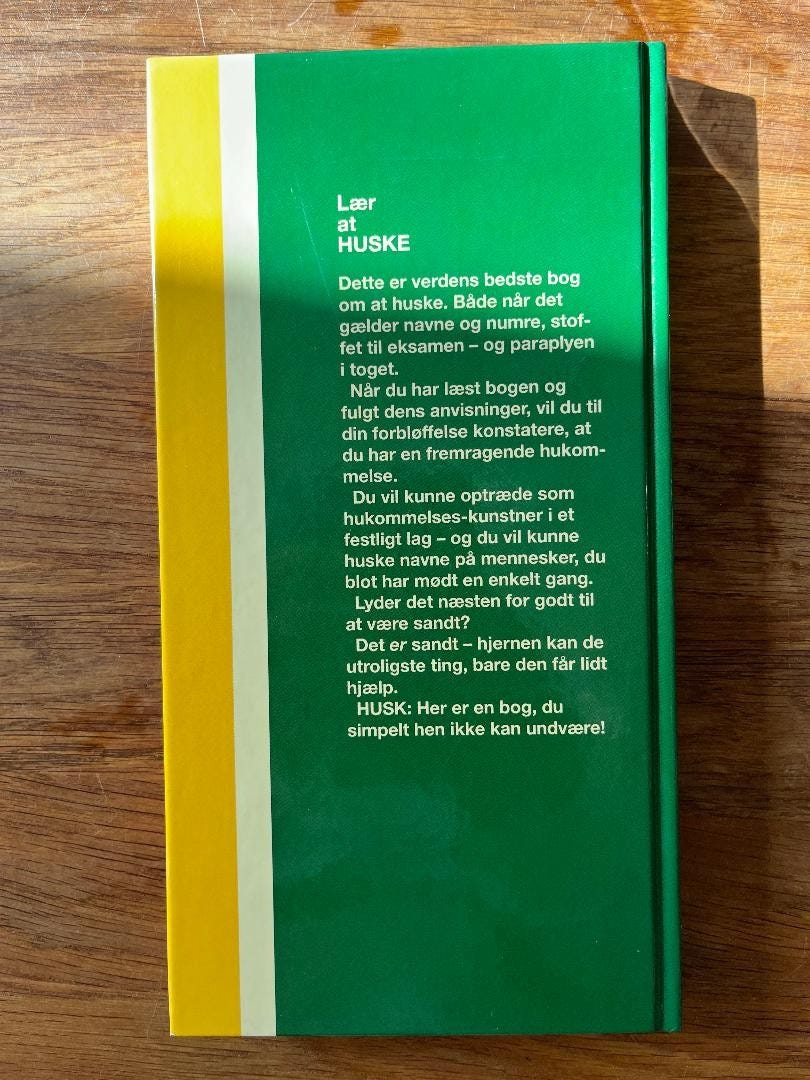 Lær
at
HUSKE
Dette er verdens bedste bog
om at huske. Både når det
gælder navne og numre, stof-
fet til eksamen – og paraplyen
i toget.
Når du har læst bogen og
fulgt dens anvisninger, vil du til
din forbløffelse konstatere, at
du har en fremragende hukom-
melse.
Du vil kunne optræde som
hukommelses-kunstner i et
festligt lag – og du vil kunne
huske navne på mennesker, du
blot har mødt en enkelt gang.
Lyder det næsten for godt til
at være sandt?
Det er sandt – hjernen kan de
utroligste ting, bare den får lidt
hjælp.
HUSK: Her er en bog, du
simpelt hen ikke kan undvære!